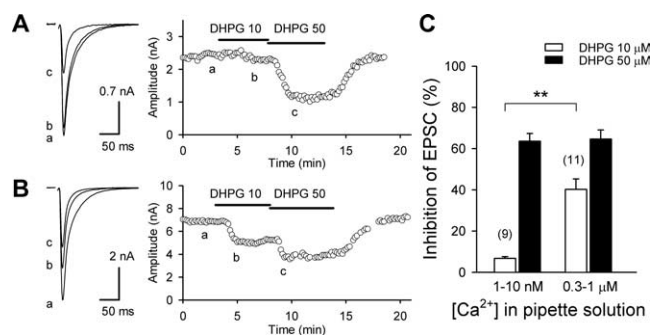 A
c
b
a
0.7 nA
50 ms
DHPG 10 DHPG 50
Amplitude (nA)
3
2
1
0
a
b
c
0 5 10 15 20
Time (min)
B
c
b
a
2 nA
50 ms
DHPG 10 DHPG 50
Amplitude (nA)
10
8
6
4
2
0
a
b
c
0 5 10 15 20
Time (min)
C
DHPG 10 μM
DHPG 50 μM
Inhibition of EPSC (%)
100
80
60
40
20
0
**
(9)
(11)
1-10 nM 0.3-1 μM
[Ca²⁺] in pipette solution